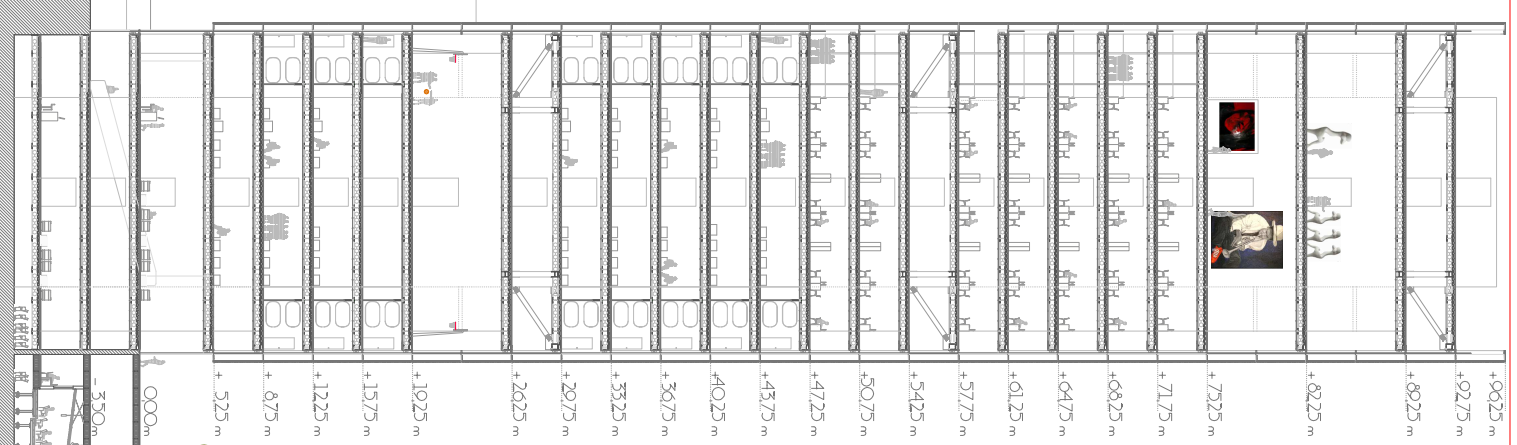 - 3,50 m
0,00 m
+ 5,25 m
+ 8,75 m
+ 12,25 m
+ 15,75 m
+ 19,25 m
+ 26,25 m
+ 29,75 m
+ 33,25 m
+ 36,75 m
+ 40,25 m
+ 43,75 m
+ 47,25 m
+ 50,75 m
+ 54,25 m
+ 57,75 m
+ 61,25 m
+ 64,75 m
+ 68,25 m
+ 71,75 m
+ 75,25 m
+ 82,25 m
+ 89,25 m
+ 92,75 m
+ 96,25 m